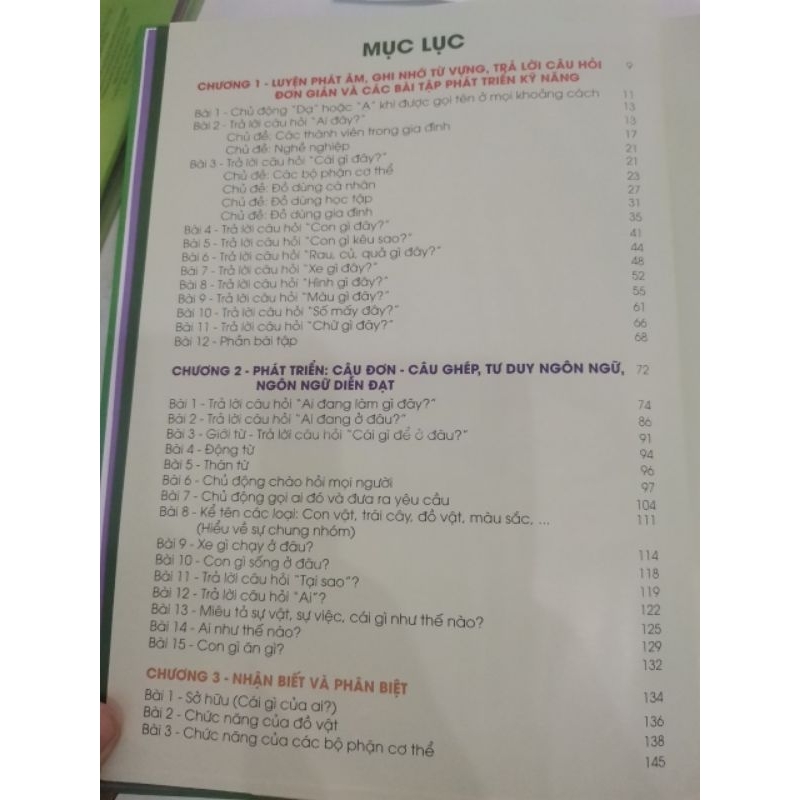 MỤC LỤC
CHƯƠNG 1 - LUYỆN PHÁT ÂM, GHI NHỚ TỪ VỰNG, TRẢ LỜI CÂU HỎI 9
ĐƠN GIẢN VÀ CÁC BÀI TẬP PHÁT TRIỂN KỸ NĂNG
Bài 1 - Chủ động "Dạ" hoặc "A" khi được gọi tên ở mọi khoảng cách 11
Bài 2 - Trả lời câu hỏi "Ai đây?" 13
Chủ đề: Các thành viên trong gia đình 13
Chủ đề: Nghề nghiệp 17
Bài 3 - Trả lời câu hỏi "Cái gì đây?" 21
Chủ đề: Các bộ phận cơ thể 21
Chủ đề: Đồ dùng cá nhân 23
Chủ đề: Đồ dùng học tập 27
Chủ đề: Đồ dùng gia đình 31
Bài 4 - Trả lời câu hỏi "Con gì đây?" 35
Bài 5 - Trả lời câu hỏi "Con gì kêu sao?" 41
Bài 6 - Trả lời câu hỏi "Rau, củ, quả gì đây?" 44
Bài 7 - Trả lời câu hỏi "Xe gì đây?" 48
Bài 8 - Trả lời câu hỏi "Hình gì đây?" 52
Bài 9 - Trả lời câu hỏi "Màu gì đây?" 55
Bài 10 - Trả lời câu hỏi "Số mấy đây?" 61
Bài 11 - Trả lời câu hỏi "Chữ gì đây?" 66
Bài 12 - Phần bài tập 68
CHƯƠNG 2 - PHÁT TRIỂN: CÂU ĐƠN - CÂU GHÉP, TƯ DUY NGÔN NGỮ, 72
NGÔN NGỮ DIỄN ĐẠT
Bài 1 - Trả lời câu hỏi "Ai đang làm gì đây?" 74
Bài 2 - Trả lời câu hỏi "Ai đang ở đâu?" 86
Bài 3 - Giới từ - Trả lời câu hỏi "Cái gì để ở đâu?" 91
Bài 4 - Động từ 94
Bài 5 - Thán từ 96
Bài 6 - Chủ động chào hỏi mọi người 97
Bài 7 - Chủ động gọi ai đó và đưa ra yêu cầu 104
Bài 8 - Kể tên các loại: Con vật, trái cây, đồ vật, màu sắc, ... 111
(Hiểu về sự chung nhóm)
Bài 9 - Xe gì chạy ở đâu? 114
Bài 10 - Con gì sống ở đâu? 118
Bài 11 - Trả lời câu hỏi "Tại sao"? 119
Bài 12 - Trả lời câu hỏi "Ai"? 122
Bài 13 - Miêu tả sự vật, sự việc, cái gì như thế nào? 125
Bài 14 - Ai như thế nào? 129
Bài 15 - Con gì ăn gì? 132
CHƯƠNG 3 - NHẬN BIẾT VÀ PHÂN BIỆT 134
Bài 1 - Sở hữu (Cái gì của ai?) 136
Bài 2 - Chức năng của đồ vật 138
Bài 3 - Chức năng của các bộ phận cơ thể 145